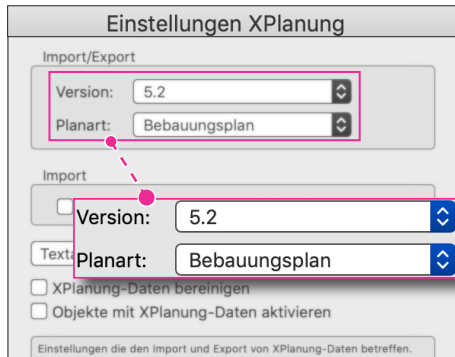 Einstellungen XPlanung
Import/Export
Version: 5.2
Planart: Bebauungsplan
Import
Version: 5.2
Planart: Bebauungsplan
XPlanung-Daten bereinigen
Objekte mit XPlanung-Daten aktivieren
Einstellungen die den Import und Export von XPlanung-Daten betreffen.